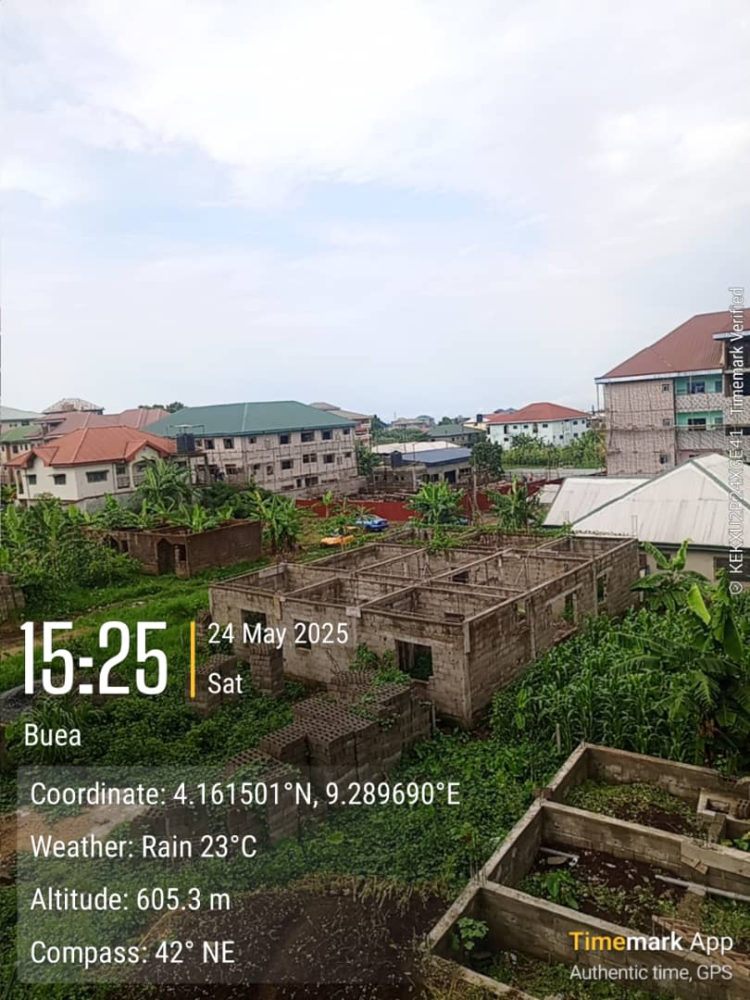 15:25
24 May 2025
Sat
Buea
Coordinate: 4.161501°N, 9.289690°E
Weather: Rain 23°C
Altitude: 605.3 m
Compass: 42° NE
Timemark App
Authentic time, GPS
KEKXU2P24XGE41 Timemark Verified